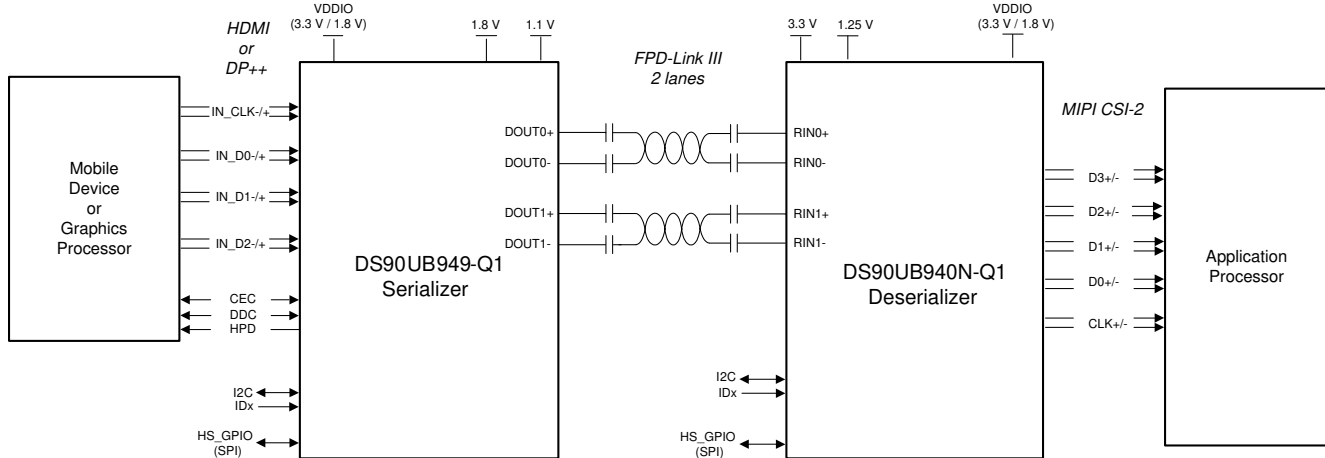 HDMI
or
DP++
VDDIO
(3.3 V / 1.8 V)
1.8 V
1.1 V
FPD-Link III
2 lanes
3.3 V
1.25 V
VDDIO
(3.3 V / 1.8 V)
MIPI CSI-2
Mobile
Device
or
Graphics
Processor
IN_CLK-/+
IN_D0-/+
IN_D1-/+
IN_D2-/+
CEC
DDC
HPD
I2C
IDx
HS_GPIO
(SPI)
DOUT0+
DOUT0-
DOUT1+
DOUT1-
DS90UB949-Q1
Serializer
RIN0+
RIN0-
RIN1+
RIN1-
DS90UB940N-Q1
Deserializer
I2C
IDx
HS_GPIO
(SPI)
D3+/-
D2+/-
D1+/-
D0+/-
CLK+/-
Application
Processor